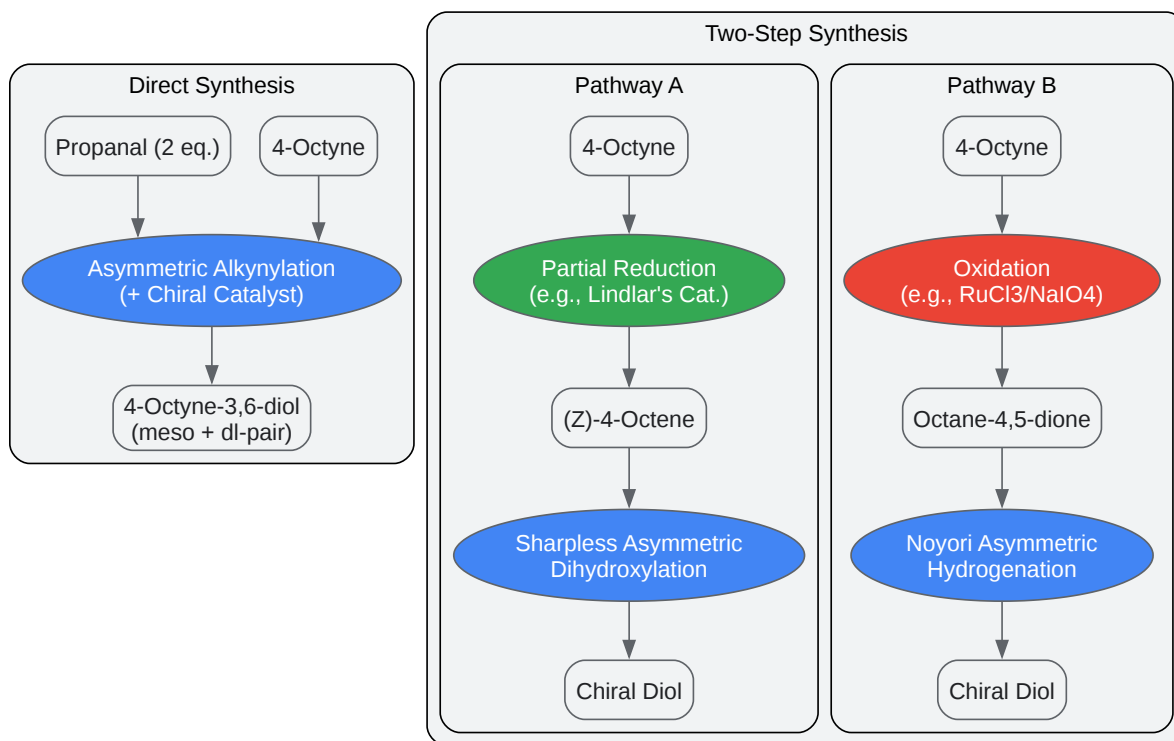 Two-Step Synthesis
Direct Synthesis
Propanal (2 eq.)
4-Octyne
Asymmetric Alkynylation
(+ Chiral Catalyst)
4-Octyne-3,6-diol
(meso + dl-pair)
Pathway A
4-Octyne
Partial Reduction
(e.g., Lindlar's Cat.)
(Z)-4-Octene
Sharpless Asymmetric
Dihydroxylation
Chiral Diol
Pathway B
4-Octyne
Oxidation
(e.g., RuCl3/NaIO4)
Octane-4,5-dione
Noyori Asymmetric
Hydrogenation
Chiral Diol